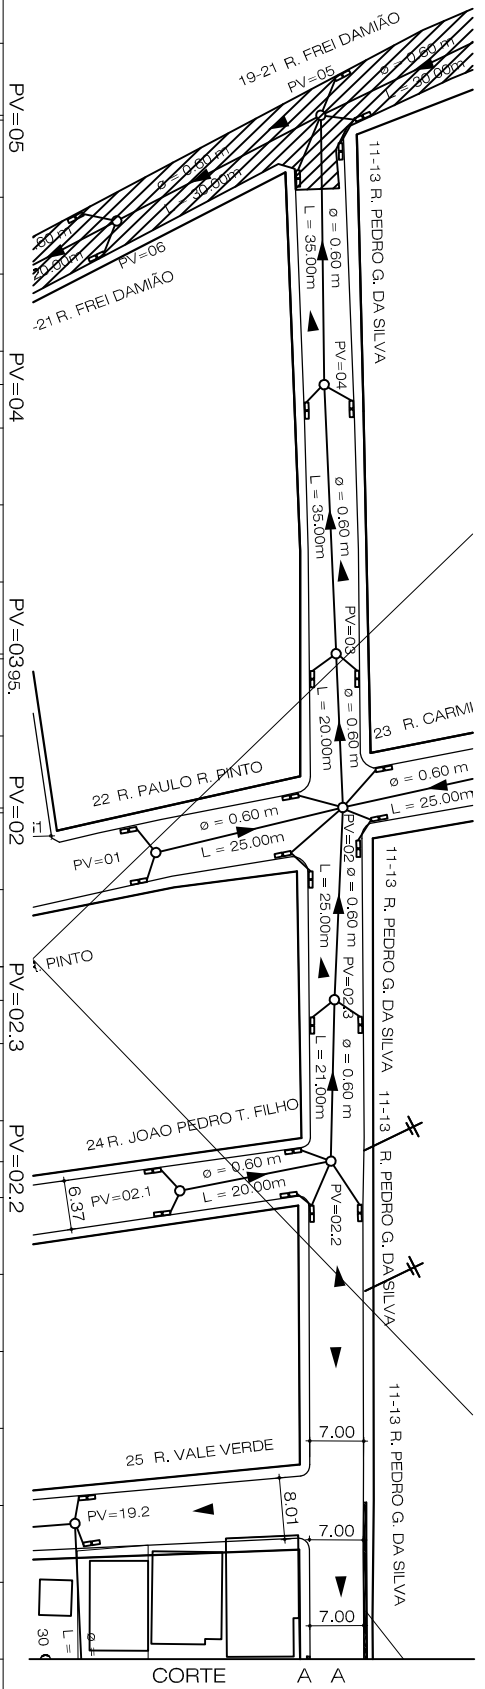 19-21 R. FREI DAMIÃO
PV=05
ø = 0.60 m
L = 30.00m
PV=05
ø = 0.60 m
L = 30.00m
.60 m
20.00m
PV=06
-21 R. FREI DAMIÃO
11-13 R. PEDRO G. DA SILVA
ø = 0.60 m
L = 35.00m
PV=04
PV=04
ø = 0.60 m
L = 35.00m
PV=03
PV=0395.
ø = 0.60 m
L = 20.00m
23 R. CARMI
ø = 0.60 m
L = 25.00m
22 R. PAULO R. PINTO
ø = 0.60 m
L = 25.00m
PV=01
PV=02
PV=02
ø = 0.60 m
L = 25.00m
11-13 R. PEDRO G. DA SILVA
. PINTO
PV=02.3
PV=02.3
ø = 0.60 m
L = 21.00m
11-13 R. PEDRO G. DA SILVA
24 R. JOAO PEDRO T. FILHO
ø = 0.60 m
L = 20.00m
PV=02.1
6.37
PV=02.2
PV=02.2
11-13 R. PEDRO G. DA SILVA
7.00
25 R. VALE VERDE
PV=19.2
8.01
7.00
7.00
30
L =
ø =
CORTE A A